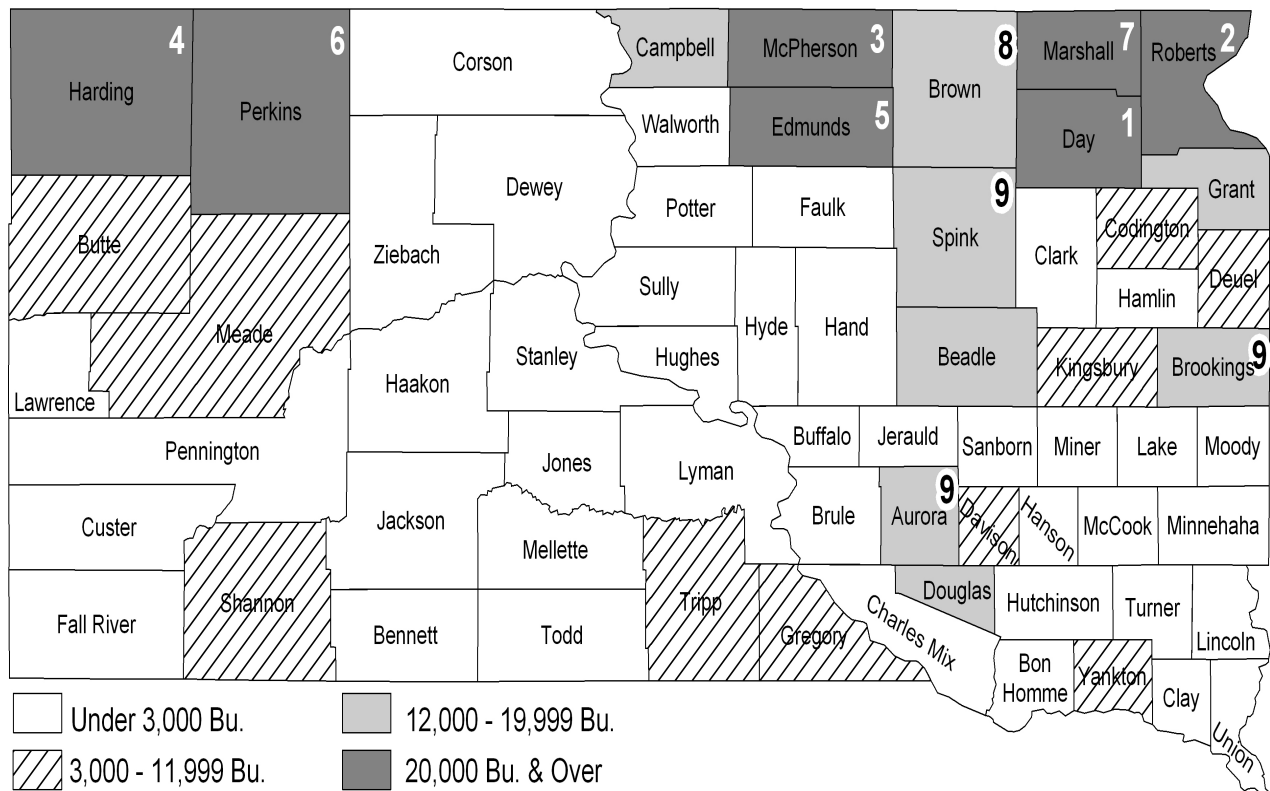 4
6
Corson
Campbell
McPherson 3
8
Marshall 7
Roberts 2
Harding
Perkins
Brown
Walworth
Edmunds 5
Day 1
Dewey
Potter
Faulk
9
Spink
Grant
Butte
Ziebach
Clark
Codington
Sully
Deuel
Hamlin
Meade
Stanley
Hyde
Hand
Hughes
Haakon
Beadle
Kingsbury
Brookings 9
Lawrence
Pennington
Jones
Lyman
Buffalo
Jerauld
Sanborn
Miner
Lake
Moody
Custer
Jackson
Mellette
Brule
Aurora 9
Davison
Hanson
McCook
Minnehaha
Fall River
Shannon
Bennett
Todd
Tripp
Gregory
Charles Mix
Douglas
Hutchinson
Turner
Lincoln
Bon
Homme
Yankton
Clay
Union
Under 3,000 Bu.
12,000 - 19,999 Bu.
3,000 - 11,999 Bu.
20,000 Bu. & Over